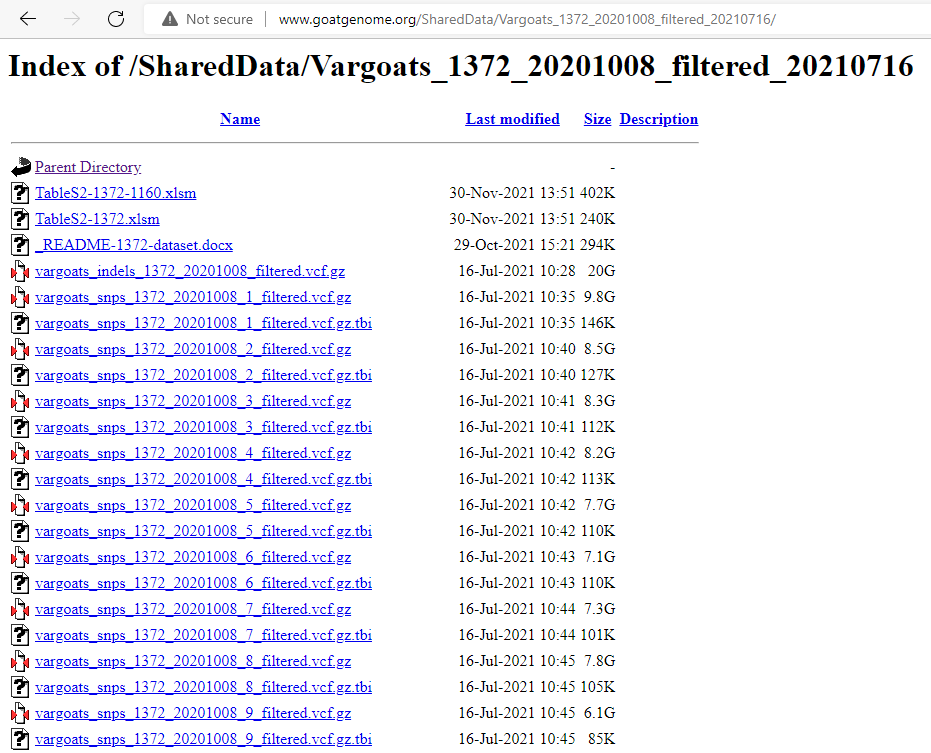 Not secure www.goatgenome.org/SharedData/Vargoats_1372_20201008_filtered_20210716/
Index of /SharedData/Vargoats_1372_20201008_filtered_20210716
Name Last modified Size Description
Parent Directory -
TableS2-1372-1160.xlsm 30-Nov-2021 13:51 402K
TableS2-1372.xlsm 30-Nov-2021 13:51 240K
_README-1372-dataset.docx 29-Oct-2021 15:21 294K
vargoats_indels_1372_20201008_filtered.vcf.gz 16-Jul-2021 10:28 20G
vargoats_snps_1372_20201008_1_filtered.vcf.gz 16-Jul-2021 10:35 9.8G
vargoats_snps_1372_20201008_1_filtered.vcf.gz.tbi 16-Jul-2021 10:35 146K
vargoats_snps_1372_20201008_2_filtered.vcf.gz 16-Jul-2021 10:40 8.5G
vargoats_snps_1372_20201008_2_filtered.vcf.gz.tbi 16-Jul-2021 10:40 127K
vargoats_snps_1372_20201008_3_filtered.vcf.gz 16-Jul-2021 10:41 8.3G
vargoats_snps_1372_20201008_3_filtered.vcf.gz.tbi 16-Jul-2021 10:41 112K
vargoats_snps_1372_20201008_4_filtered.vcf.gz 16-Jul-2021 10:42 8.2G
vargoats_snps_1372_20201008_4_filtered.vcf.gz.tbi 16-Jul-2021 10:42 113K
vargoats_snps_1372_20201008_5_filtered.vcf.gz 16-Jul-2021 10:42 7.7G
vargoats_snps_1372_20201008_5_filtered.vcf.gz.tbi 16-Jul-2021 10:42 110K
vargoats_snps_1372_20201008_6_filtered.vcf.gz 16-Jul-2021 10:43 7.1G
vargoats_snps_1372_20201008_6_filtered.vcf.gz.tbi 16-Jul-2021 10:43 110K
vargoats_snps_1372_20201008_7_filtered.vcf.gz 16-Jul-2021 10:44 7.3G
vargoats_snps_1372_20201008_7_filtered.vcf.gz.tbi 16-Jul-2021 10:44 101K
vargoats_snps_1372_20201008_8_filtered.vcf.gz 16-Jul-2021 10:45 7.8G
vargoats_snps_1372_20201008_8_filtered.vcf.gz.tbi 16-Jul-2021 10:45 105K
vargoats_snps_1372_20201008_9_filtered.vcf.gz 16-Jul-2021 10:45 6.1G
vargoats_snps_1372_20201008_9_filtered.vcf.gz.tbi 16-Jul-2021 10:45 85K